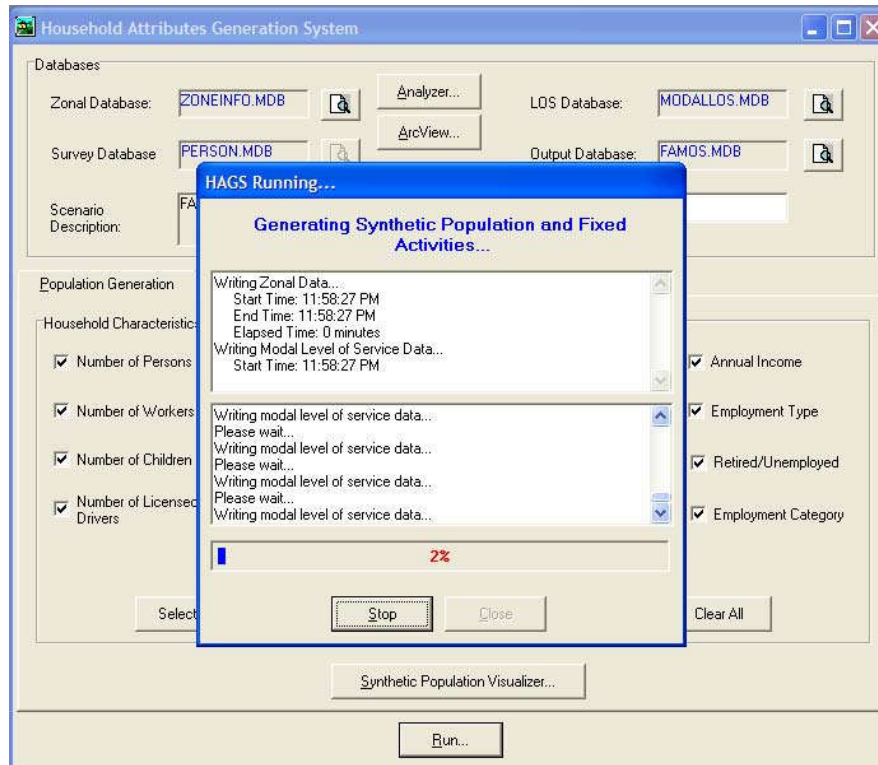 Household Attributes Generation System
Databases
Zonal Database: ZONEINFO.MDB Analyzer... LOS Database: MODALLOS.MDB
ArcView...
Survey Database PERSON.MDB Output Database: FAMOS.MDB
Scenario
Description:
FA
HAGS Running...
Generating Synthetic Population and Fixed
Activities...
Writing Zonal Data...
Start Time: 11:58:27 PM
End Time: 11:58:27 PM
Elapsed Time: 0 minutes
Writing Modal Level of Service Data...
Start Time: 11:58:27 PM
Writing modal level of service data...
Please wait...
Writing modal level of service data...
Please wait...
Writing modal level of service data...
Please wait...
Writing modal level of service data...
2%
Stop Close
Population Generation
Household Characteristic
Number of Persons
Number of Workers
Number of Children
Number of Licensed
Drivers
Annual Income
Employment Type
Retired/Unemployed
Employment Category
Select
Clear All
Synthetic Population Visualizer...
Run...